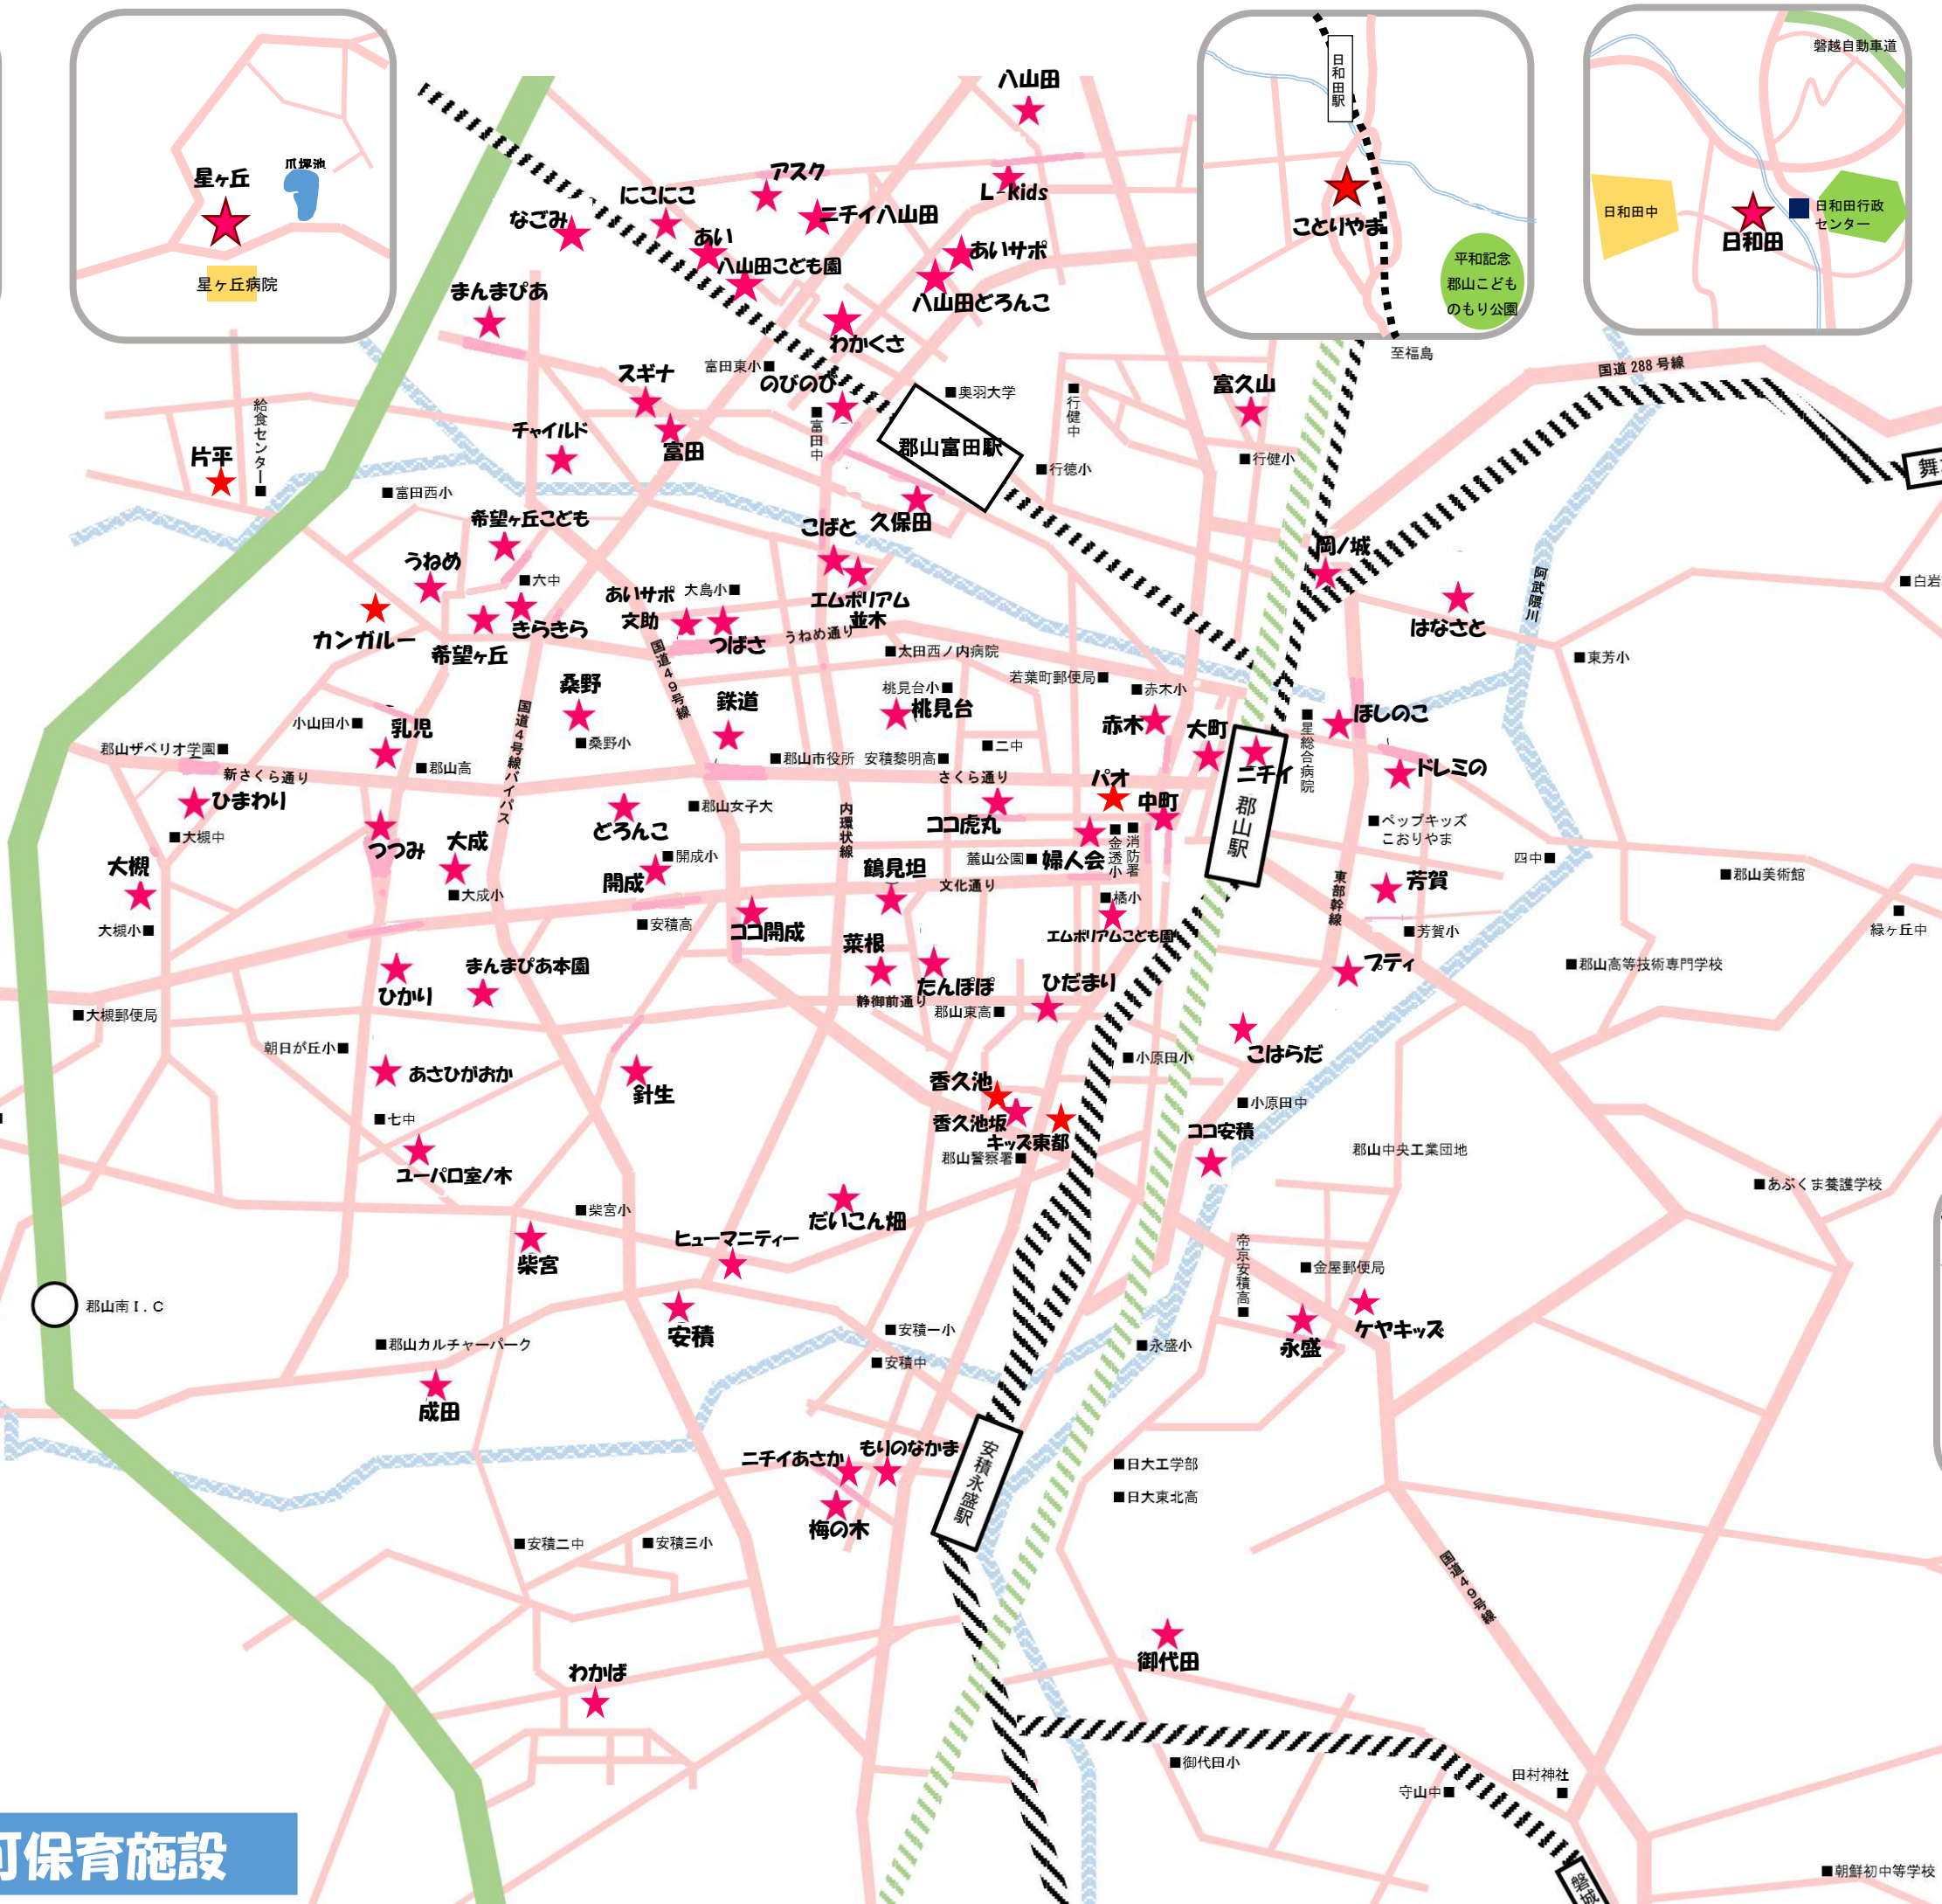 星ヶ丘
爪坪池
星ヶ丘病院
日和田駅
ことりやま
平和記念
郡山こども
のもり公園
磐越自動車道
日和田中
日和田行政
センター
日和田
八山田
アスク
L-kids
にこにこ
ニチイ八山田
なごみ
あい
あいサポ
八山田こども園
八山田どろんこ
まんまぴあ
わかくさ
至福島
国道288号線
スギナ
富田東小■
のびのび
■奥羽大学
■行健中
富久山
給食センター■
チャイルド
富田
■富田中
郡山富田駅
片平
■行徳小
■行健小
■富田西小
久保田
希望ヶ丘こども
こばと
うねめ
岡ノ城
■六中
あいサポ
文助
大島小■
エムポリアム
並木
阿武隈川
■白岩
カンガルー
きらきら
つばさ
うねめ通り
はなさと
希望ヶ丘
国道49号線
■太田西ノ内病院
■東芳小
桑野
若葉町郵便局■
桃見台小■
■赤木小
鉄道
桃見台
赤木
大町
ほしのこ
小山田小■
乳児
国道4号線バイパス
■桑野小
■二中
■星総合病院
郡山ザベリオ学園■
新さくら通り
■郡山高
■郡山市役所
安積黎明高■
さくら通り
パオ
ニチイ
ドレミの
ひまわり
■郡山女子大
内環状線
中町
郡山駅
■大槻中
つつみ
大成
どろんこ
ココ虎丸
■金透小
■消防署
■ペップキッズ
こおりやま
大槻
■開成小
麓山公園■
婦人会
四中■
開成
鶴見坦
文化通り
東部幹線
芳賀
■郡山美術館
■大成小
■橘小
大槻小■
■安積高
ココ開成
菜根
エムポリアムこども園
■芳賀小
■
緑ヶ丘中
ひかり
まんまぴあ本園
たんぽぽ
ひだまり
プティ
■郡山高等技術専門学校
静御前通り
■大槻郵便局
郡山東高■
朝日が丘小■
こはらだ
■小原田小
あさひがおか
針生
香久池
■小原田中
■七中
香久池坂
キッズ東都
ココ安積
郡山警察署■
郡山中央工業団地
ユーパロ室ノ木
■あぶくま養護学校
■柴宮小
だいこん畑
柴宮
ヒューマニティー
帝京安積高■
■金屋郵便局
郡山南I.C
安積
永盛
ケヤキッズ
■郡山カルチャーパーク
■安積一小
■安積中
■永盛小
成田
ニチイあさか
もりのなかま
安積永盛駅
■日大工学部
■日大東北高
梅の木
■安積二中
■安積三小
国道49号線
御代田
わかば
■御代田小
守山中■
田村神社
■
可保育施設
■朝鮮初中等学校
磐城